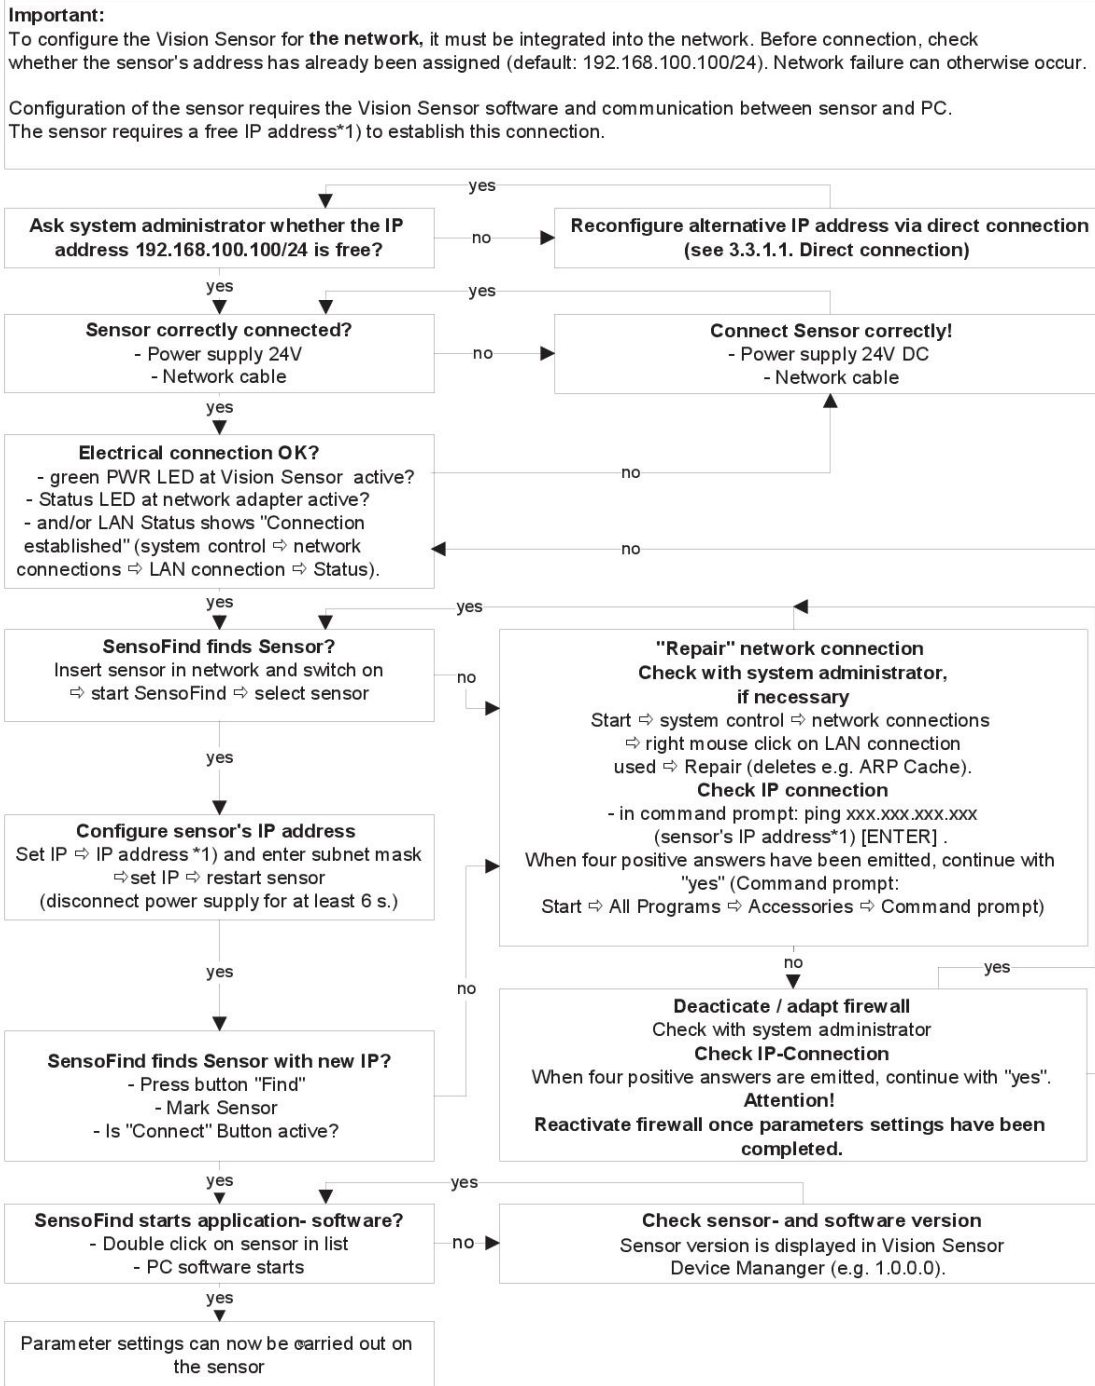 Important:
To configure the Vision Sensor for the network, it must be integrated into the network. Before connection, check
whether the sensor's address has already been assigned (default: 192.168.100.100/24). Network failure can otherwise occur.
Configuration of the sensor requires the Vision Sensor software and communication between sensor and PC.
The sensor requires a free IP address*1) to establish this connection.
yes
Ask system administrator whether the IP
address 192.168.100.100/24 is free?
no
Reconfigure alternative IP address via direct connection
(see 3.3.1.1. Direct connection)
yes
yes
Sensor correctly connected?
- Power supply 24V
- Network cable
no
Connect Sensor correctly!
- Power supply 24V DC
- Network cable
yes
Electrical connection OK?
- green PWR LED at Vision Sensor active?
- Status LED at network adapter active?
- and/or LAN Status shows "Connection
established" (system control ⇨ network
connections ⇨ LAN connection ⇨ Status).
no
no
yes
yes
SensoFind finds Sensor?
Insert sensor in network and switch on
⇨ start SensoFind ⇨ select sensor
no
"Repair" network connection
Check with system administrator,
if necessary
Start ⇨ system control ⇨ network connections
⇨ right mouse click on LAN connection
used ⇨ Repair (deletes e.g. ARP Cache).
Check IP connection
- in command prompt: ping xxx.xxx.xxx.xxx
(sensor's IP address*1) [ENTER] .
When four positive answers have been emitted, continue with
"yes" (Command prompt:
Start ⇨ All Programs ⇨ Accessories ⇨ Command prompt)
yes
Configure sensor's IP address
Set IP ⇨ IP address *1) and enter subnet mask
⇨set IP ⇨ restart sensor
(disconnect power supply for at least 6 s.)
yes
no
no
yes
Deacticate / adapt firewall
Check with system administrator
Check IP-Connection
When four positive answers are emitted, continue with "yes".
Attention!
Reactivate firewall once parameters settings have been
completed.
SensoFind finds Sensor with new IP?
- Press button "Find"
- Mark Sensor
- Is "Connect" Button active?
yes
yes
SensoFind starts application- software?
- Double click on sensor in list
- PC software starts
no
Check sensor- and software version
Sensor version is displayed in Vision Sensor
Device Mananger (e.g. 1.0.0.0).
yes
Parameter settings can now be carried out on
the sensor